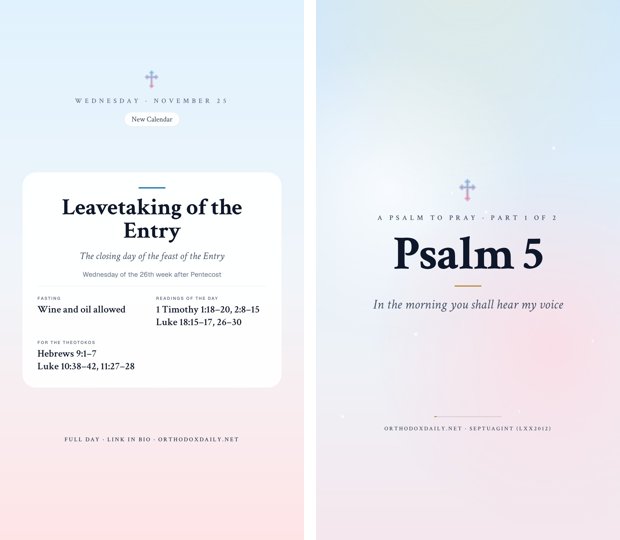 WEDNESDAY · NOVEMBER 25
New Calendar
Leavetaking of the
Entry
The closing day of the feast of the Entry
Wednesday of the 26th week after Pentecost
FASTING
Wine and oil allowed
READINGS OF THE DAY
1 Timothy 1:18–20, 2:8–15
Luke 18:15–17, 26–30
FOR THE THEOTOKOS
Hebrews 9:1–7
Luke 10:38–42, 11:27–28
FULL DAY · LINK IN BIO · ORTHODOXDAILY.NET
A PSALM TO PRAY · PART 1 OF 2
Psalm 5
In the morning you shall hear my voice
ORTHODOXDAILY.NET · SEPTUAGINT (LXX2012)